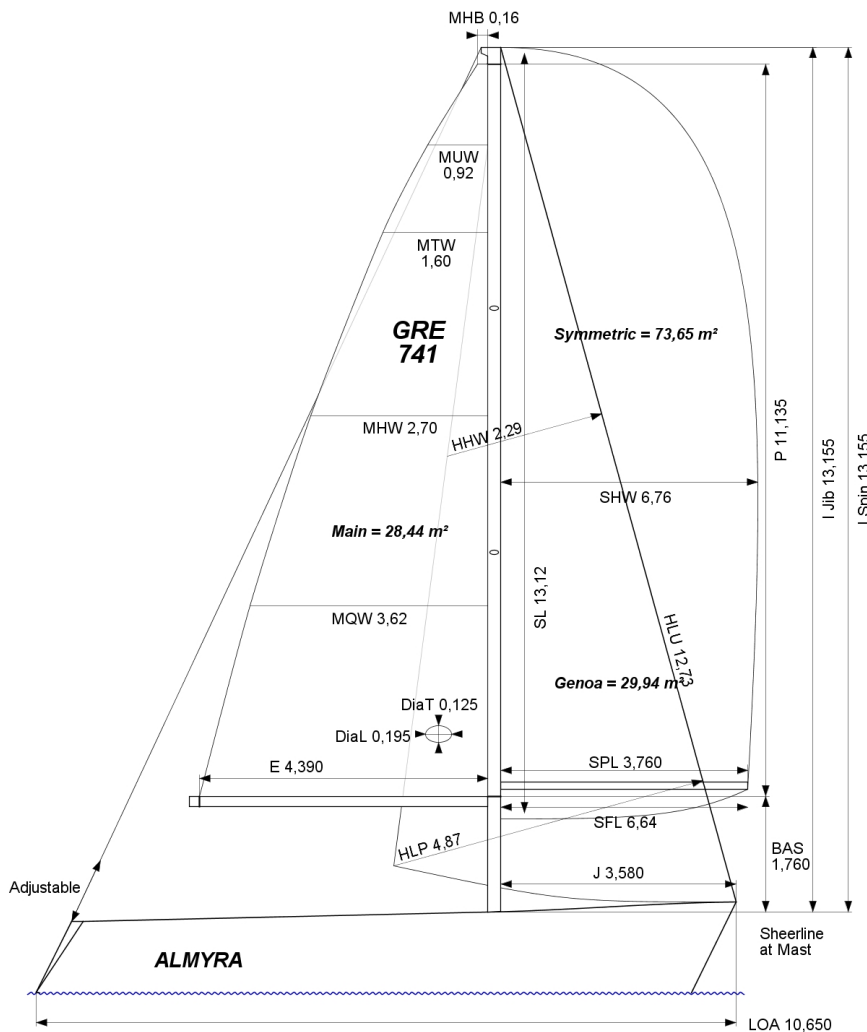 MHB 0,16
MUW
0,92
MTW
1,60
GRE
741
Symmetric = 73,65 m²
P 11,135
I Jib 13,155
I Spin 13,155
MHW 2,70
HHW 2,29
SHW 6,76
Main = 28,44 m²
SL 13,12
MQW 3,62
HLU 12,73
Genoa = 29,94 m²
DiaT 0,125
DiaL 0,195
E 4,390
SPL 3,760
SFL 6,64
HLP 4,87
BAS
1,760
J 3,580
Adjustable
Sheerline
at Mast
ALMYRA
LOA 10,650